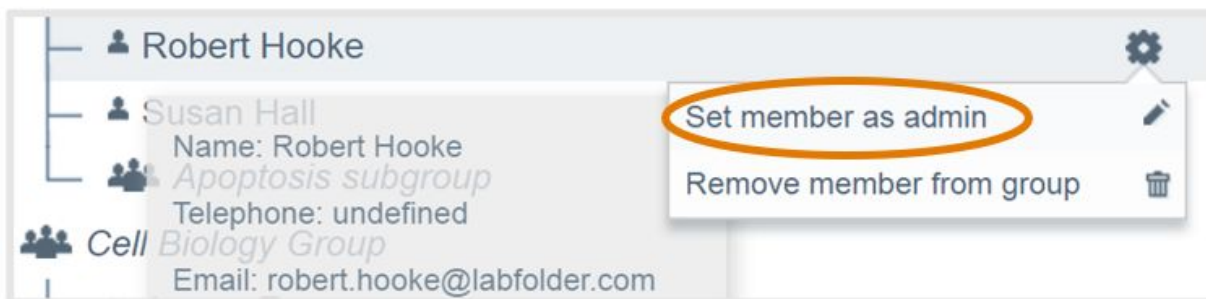 Robert Hooke
Susan Hall
Set member as admin
Name: Robert Hooke
Apoptosis subgroup
Remove member from group
Telephone: undefined
Cell Biology Group
Email: robert.hooke@labfolder.com